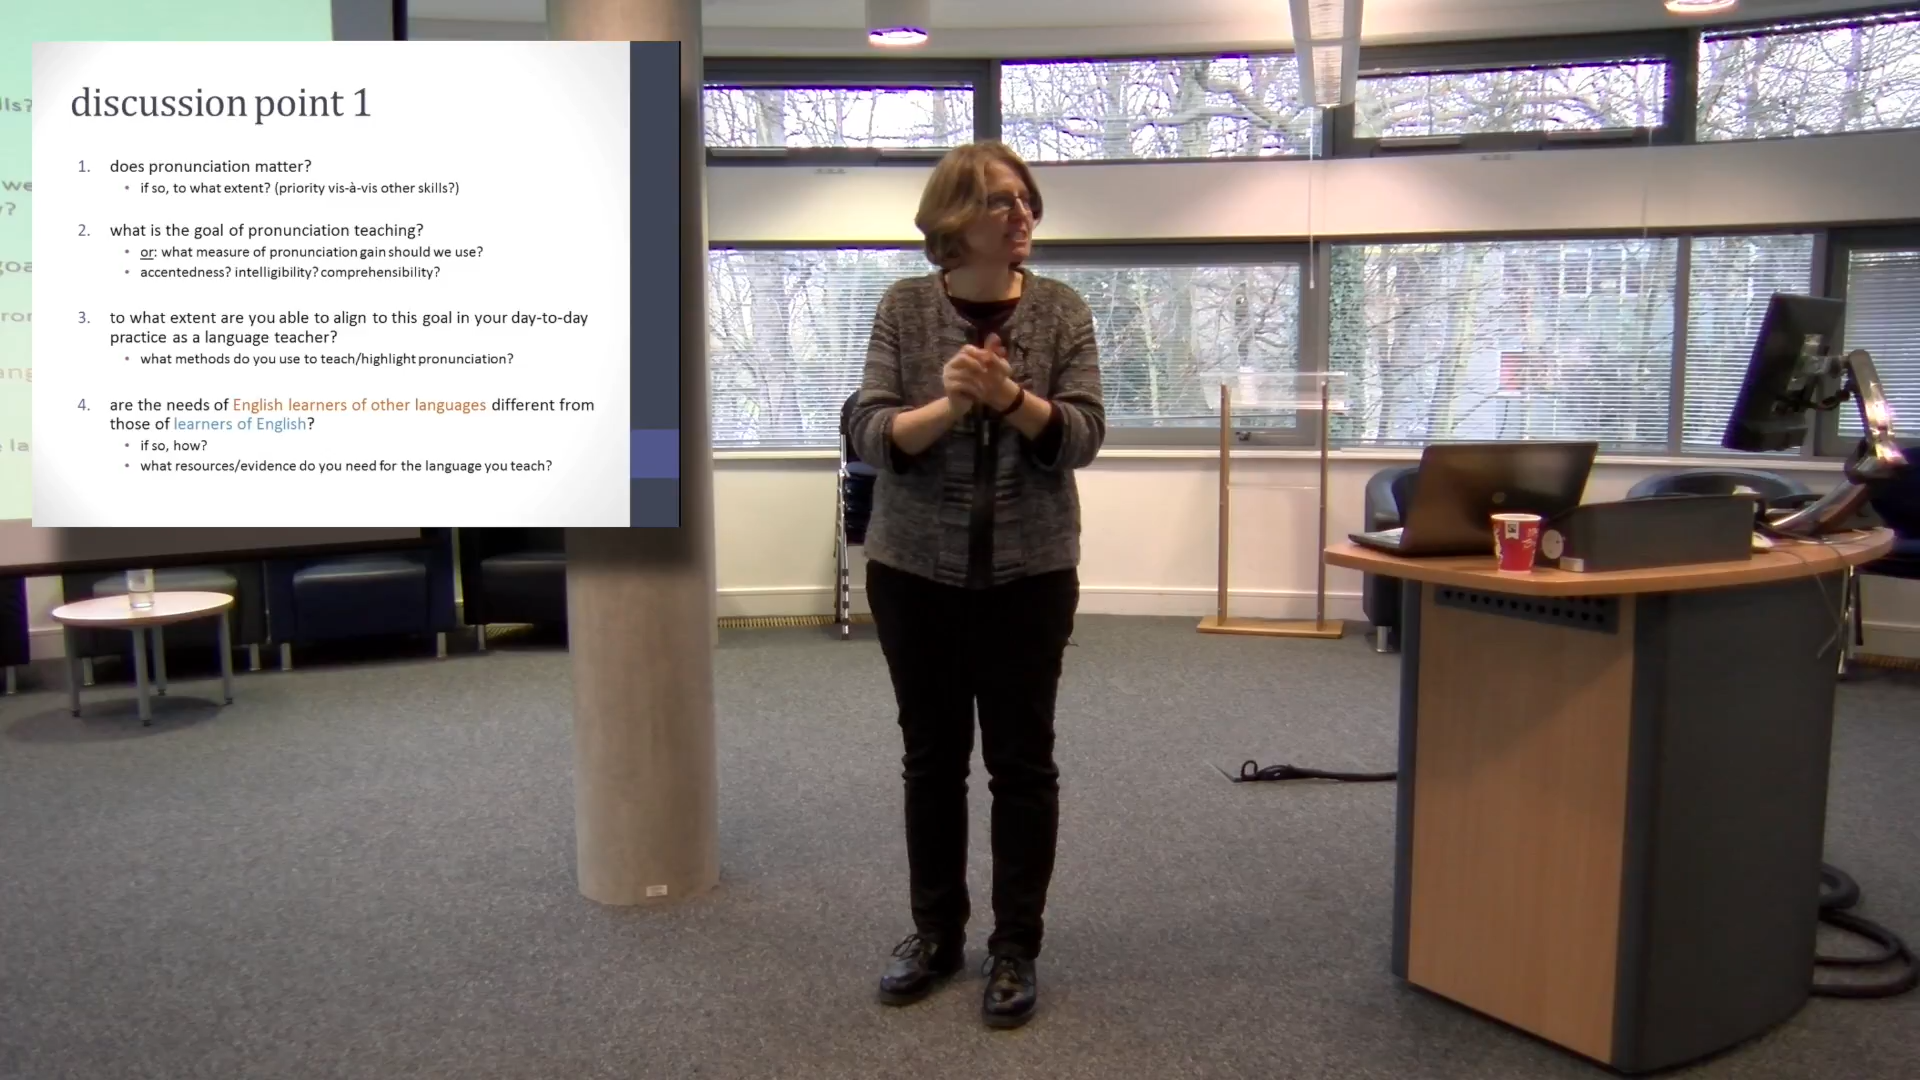 discussion point 1
1. does pronunciation matter?
• if so, to what extent? (priority vis-à-vis other skills?)
2. what is the goal of pronunciation teaching?
• or: what measure of pronunciation gain should we use?
• accentedness? intelligibility? comprehensibility?
3. to what extent are you able to align to this goal in your day-to-day
practice as a language teacher?
• what methods do you use to teach/highlight pronunciation?
4. are the needs of English learners of other languages different from
those of learners of English?
• if so, how?
• what resources/evidence do you need for the language you teach?